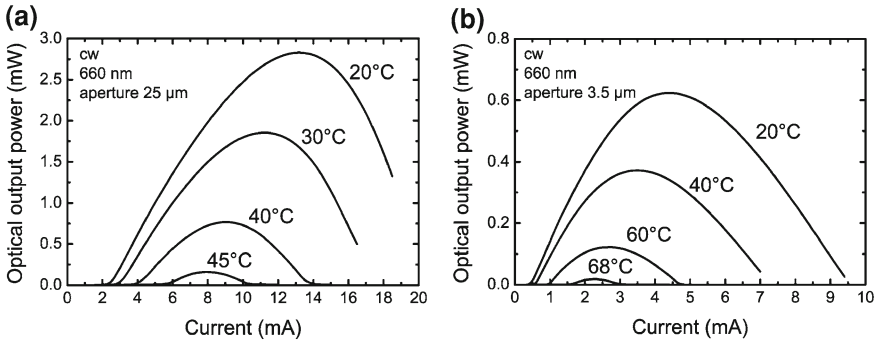 (a)
Optical output power (mW)
3.0
2.5
2.0
1.5
1.0
0.5
0.0
cw
660 nm
aperture 25 µm
20°C
30°C
40°C
45°C
0 2 4 6 8 10 12 14 16 18 20
Current (mA)
(b)
Optical output power (mW)
0.8
0.6
0.4
0.2
0.0
cw
660 nm
aperture 3.5 µm
20°C
40°C
60°C
68°C
0 1 2 3 4 5 6 7 8 9 10
Current (mA)